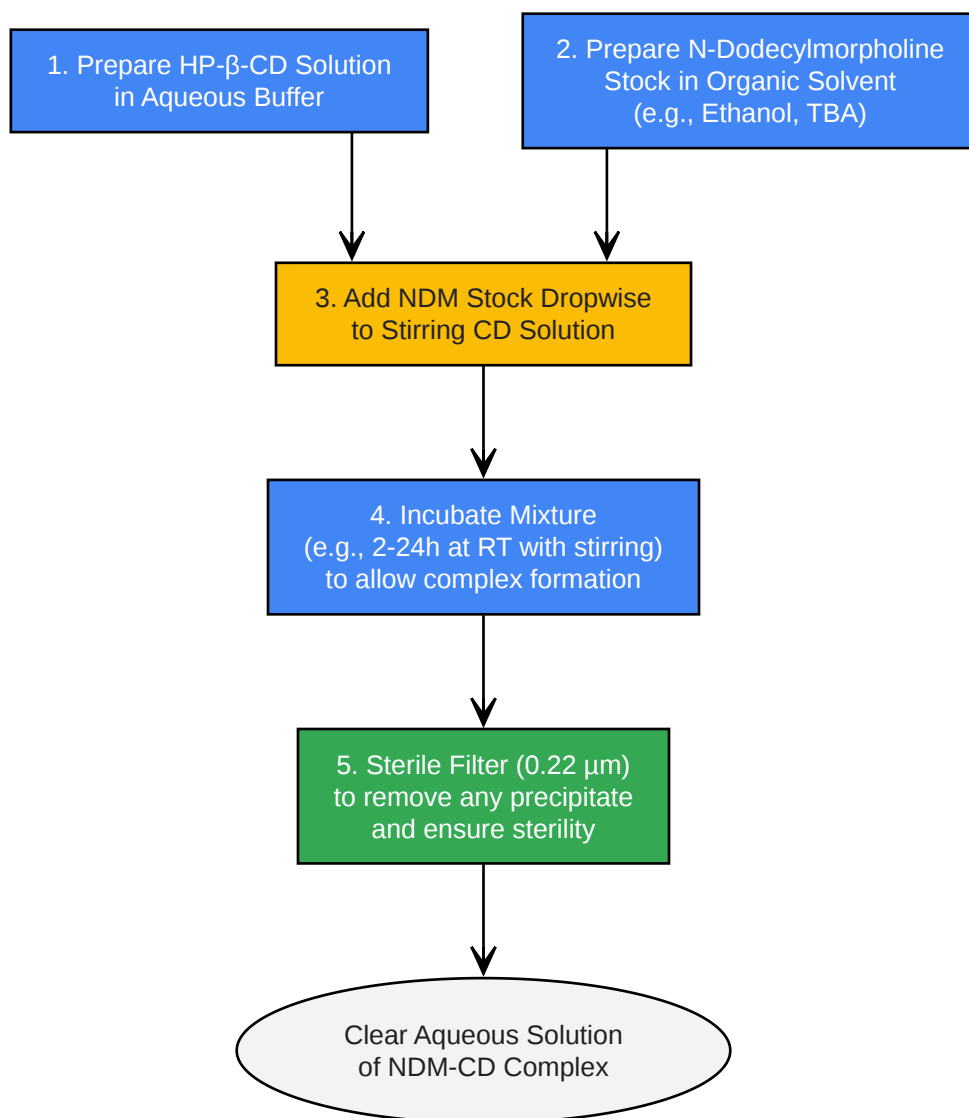 1. Prepare HP-β-CD Solution
in Aqueous Buffer
2. Prepare N-Dodecylmorpholine
Stock in Organic Solvent
(e.g., Ethanol, TBA)
3. Add NDM Stock Dropwise
to Stirring CD Solution
4. Incubate Mixture
(e.g., 2-24h at RT with stirring)
to allow complex formation
5. Sterile Filter (0.22 µm)
to remove any precipitate
and ensure sterility
Clear Aqueous Solution
of NDM-CD Complex